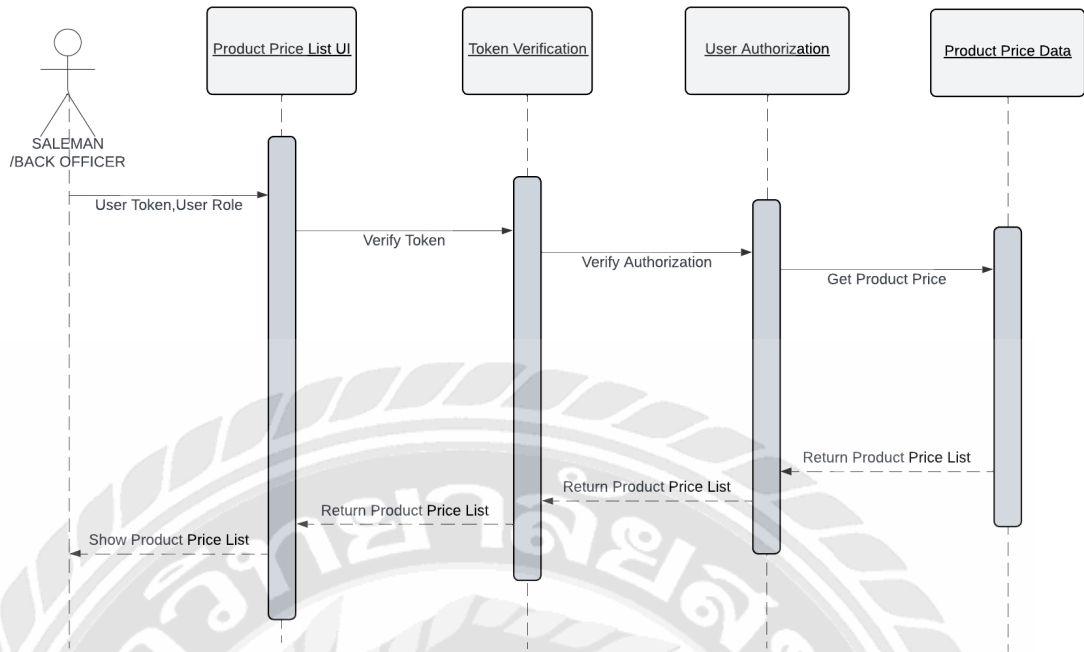 Product Price List UI
Token Verification
User Authorization
Product Price Data
SALEMAN
/BACK OFFICER
User Token,User Role
Verify Token
Verify Authorization
Get Product Price
Return Product Price List
Return Product Price List
Return Product Price List
Show Product Price List